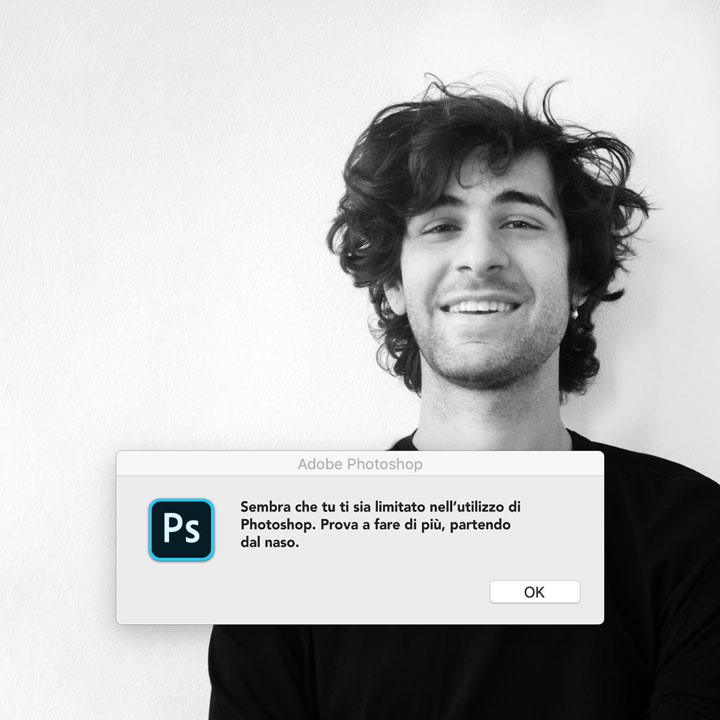 Adobe Photoshop
Ps
Sembra che tu ti sia limitato nell’utilizzo di
Photoshop. Prova a fare di più, partendo
dal naso.
OK